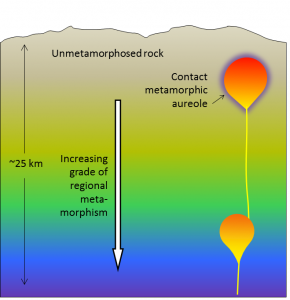 Unmetamorphosed rock
Contact
metamorphic
aureole
~25 km
Increasing
grade of
regional
meta-
morphism